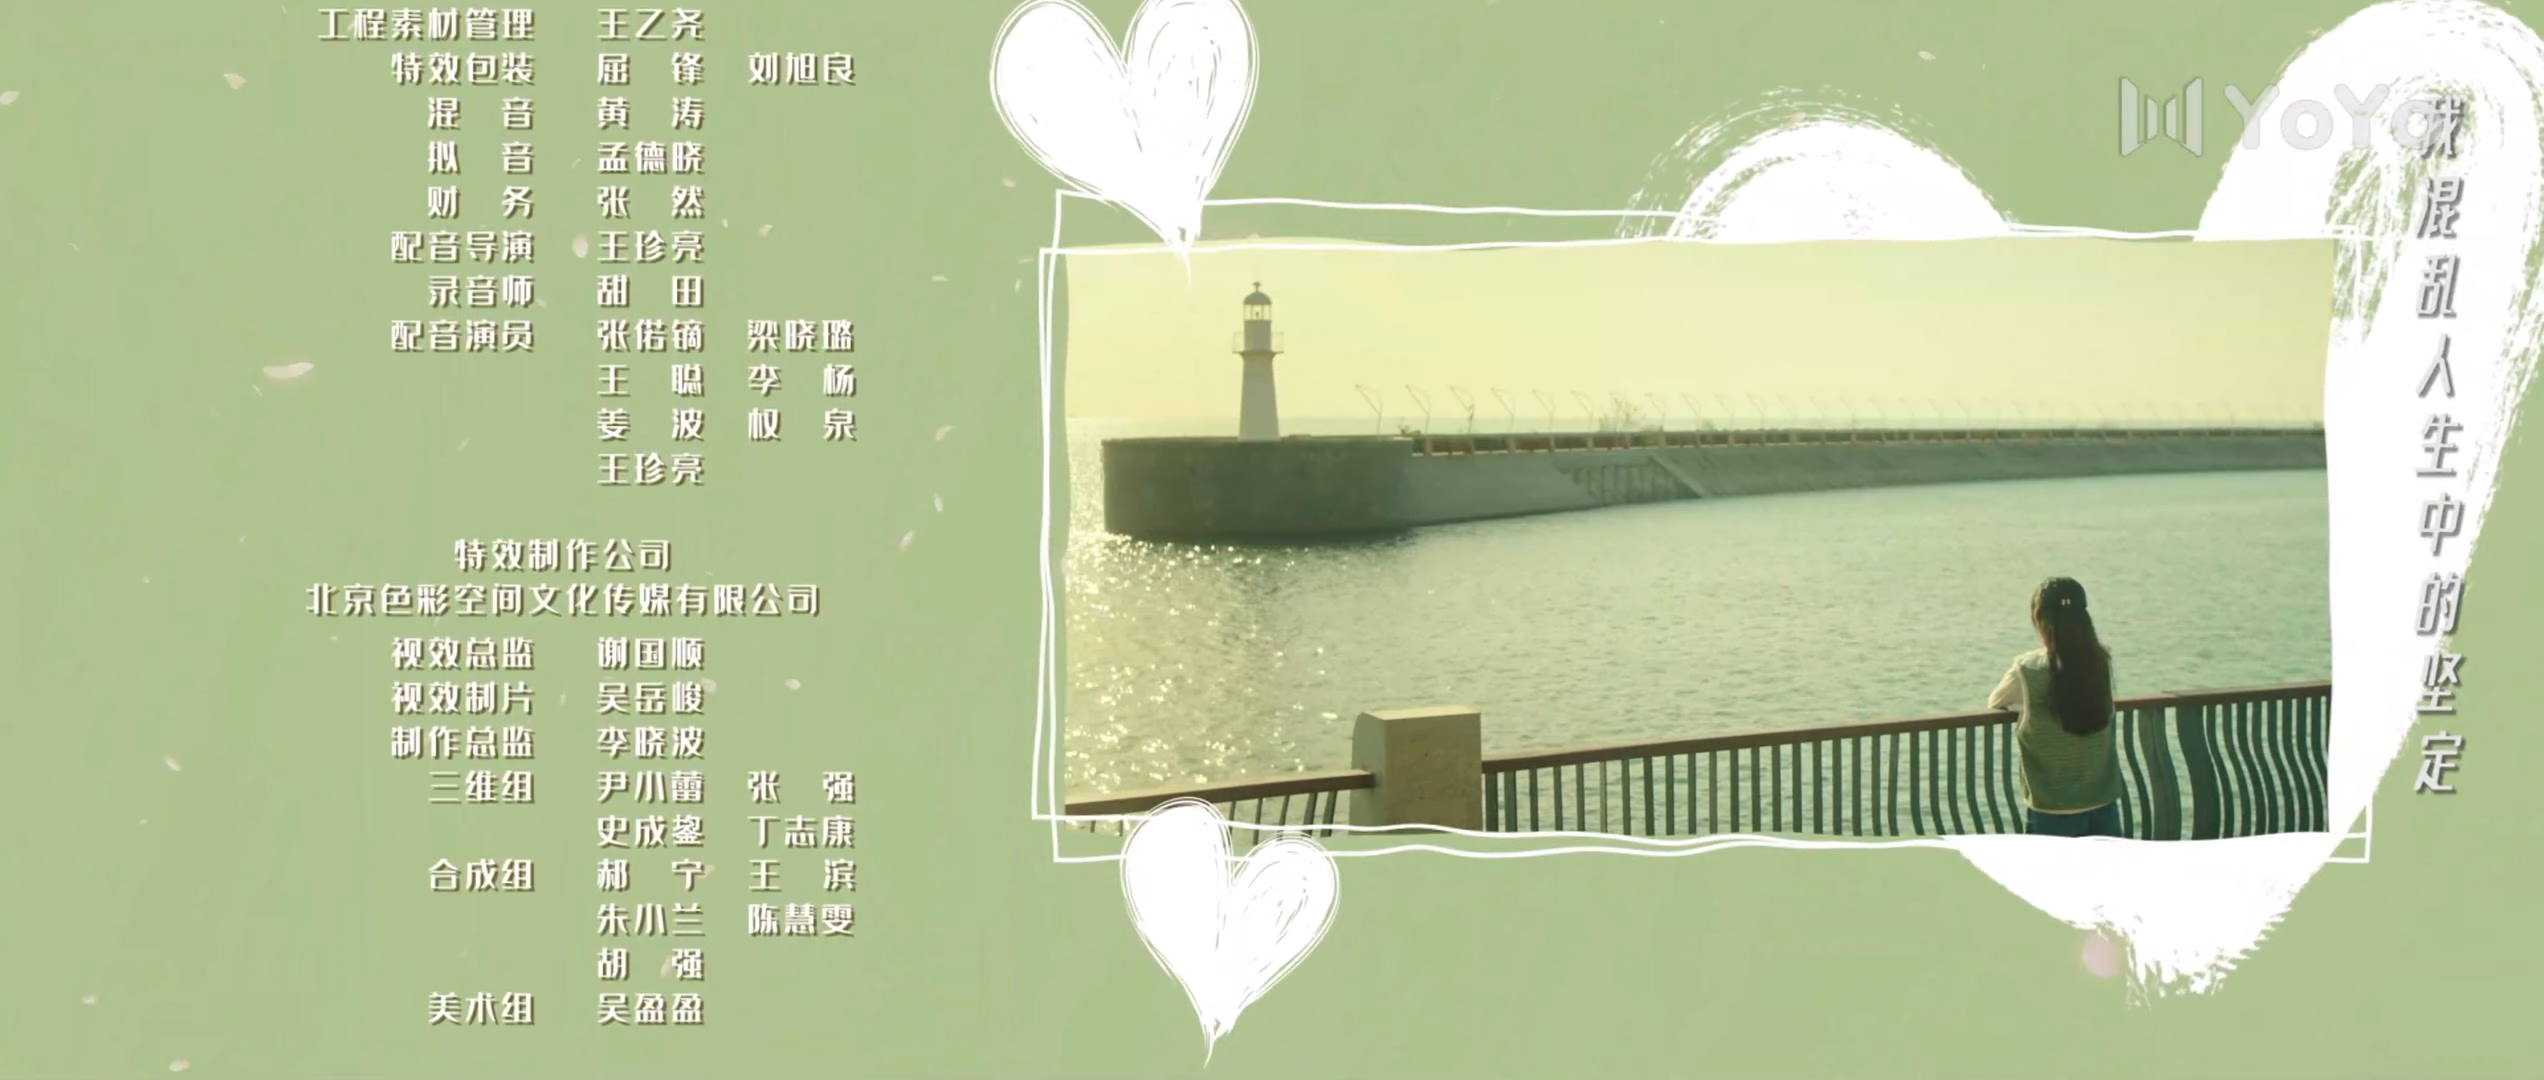 工程素材管理 王乙尧
特效包装 屈锋 刘旭良
混音 黄涛
拟音 孟德晓
财务 张然
配音导演 王珍亮
录音师 甜田
配音演员 张偌镝 梁晓璐
王聪 李杨
姜波 权泉
王珍亮
特效制作公司
北京色彩空间文化传媒有限公司
视效总监 谢国顺
视效制片 吴岳峻
制作总监 李晓波
三维组 尹小蕾 张强
史成鋆 丁志康
合成组 郝宁 王滨
朱小兰 陈慧雯
胡强
美术组 吴盈盈
YoYo
我混乱人生中的坚定